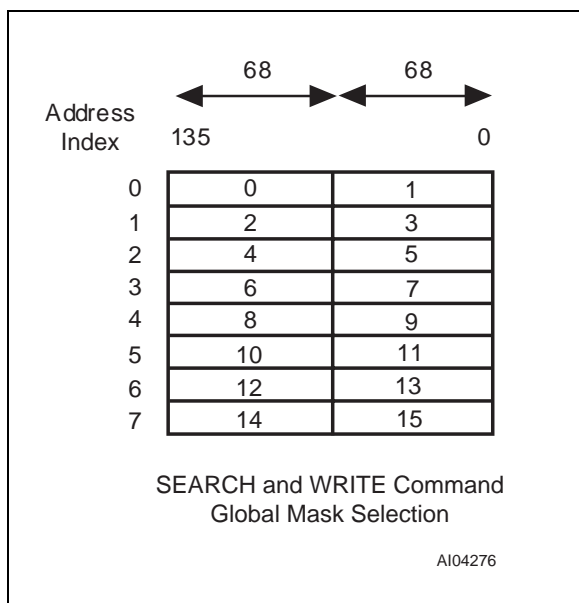 68 68
Address
Index 135 0
0 0 1
1 2 3
2 4 5
3 6 7
4 8 9
5 10 11
6 12 13
7 14 15
SEARCH and WRITE Command
Global Mask Selection
AI04276